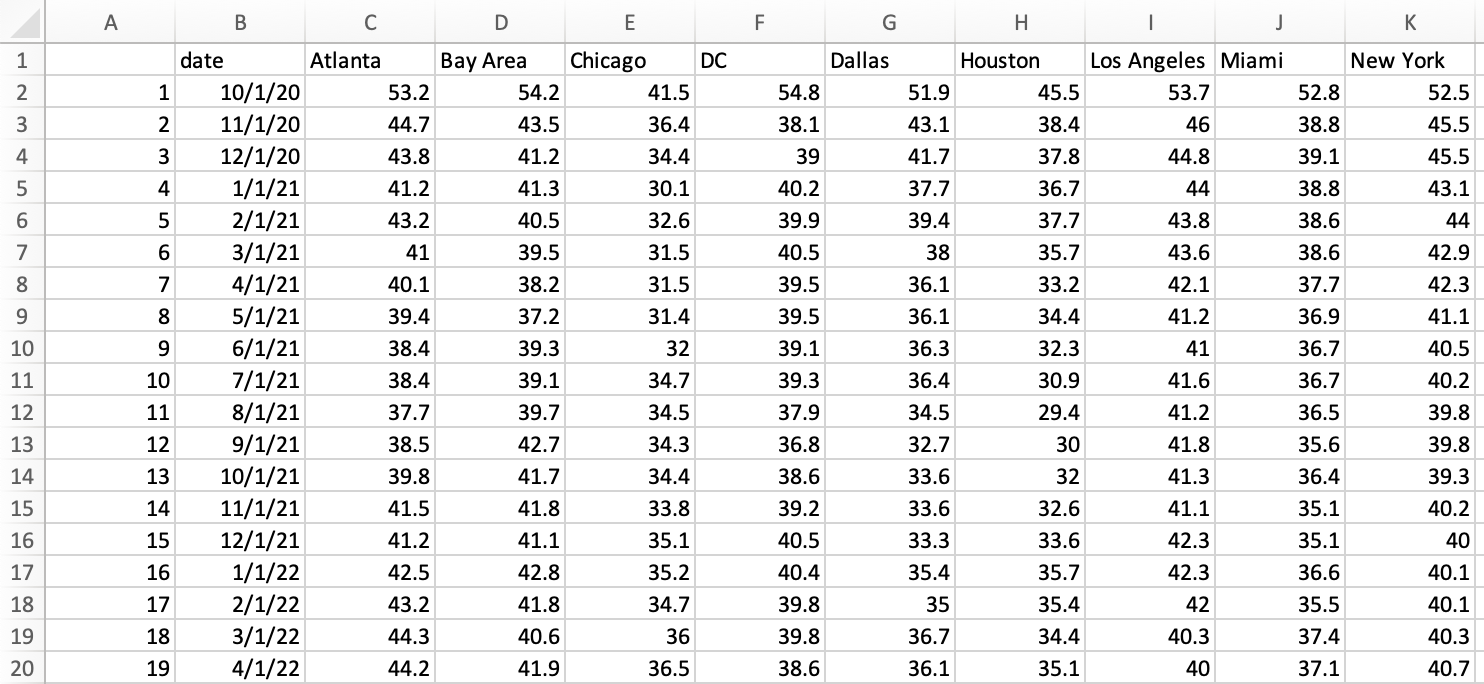 A B C D E F G H I J K
1 date Atlanta Bay Area Chicago DC Dallas Houston Los Angeles Miami New York
2 1 10/1/20 53.2 54.2 41.5 54.8 51.9 45.5 53.7 52.8 52.5
3 2 11/1/20 44.7 43.5 36.4 38.1 43.1 38.4 46 38.8 45.5
4 3 12/1/20 43.8 41.2 34.4 39 41.7 37.8 44.8 39.1 45.5
5 4 1/1/21 41.2 41.3 30.1 40.2 37.7 36.7 44 38.8 43.1
6 5 2/1/21 43.2 40.5 32.6 39.9 39.4 37.7 43.8 38.6 44
7 6 3/1/21 41 39.5 31.5 40.5 38 35.7 43.6 38.6 42.9
8 7 4/1/21 40.1 38.2 31.5 39.5 36.1 33.2 42.1 37.7 42.3
9 8 5/1/21 39.4 37.2 31.4 39.5 36.1 34.4 41.2 36.9 41.1
10 9 6/1/21 38.4 39.3 32 39.1 36.3 32.3 41 36.7 40.5
11 10 7/1/21 38.4 39.1 34.7 39.3 36.4 30.9 41.6 36.7 40.2
12 11 8/1/21 37.7 39.7 34.5 37.9 34.5 29.4 41.2 36.5 39.8
13 12 9/1/21 38.5 42.7 34.3 36.8 32.7 30 41.8 35.6 39.8
14 13 10/1/21 39.8 41.7 34.4 38.6 33.6 32 41.3 36.4 39.3
15 14 11/1/21 41.5 41.8 33.8 39.2 33.6 32.6 41.1 35.1 40.2
16 15 12/1/21 41.2 41.1 35.1 40.5 33.3 33.6 42.3 35.1 40
17 16 1/1/22 42.5 42.8 35.2 40.4 35.4 35.7 42.3 36.6 40.1
18 17 2/1/22 43.2 41.8 34.7 39.8 35 35.4 42 35.5 40.1
19 18 3/1/22 44.3 40.6 36 39.8 36.7 34.4 40.3 37.4 40.3
20 19 4/1/22 44.2 41.9 36.5 38.6 36.1 35.1 40 37.1 40.7